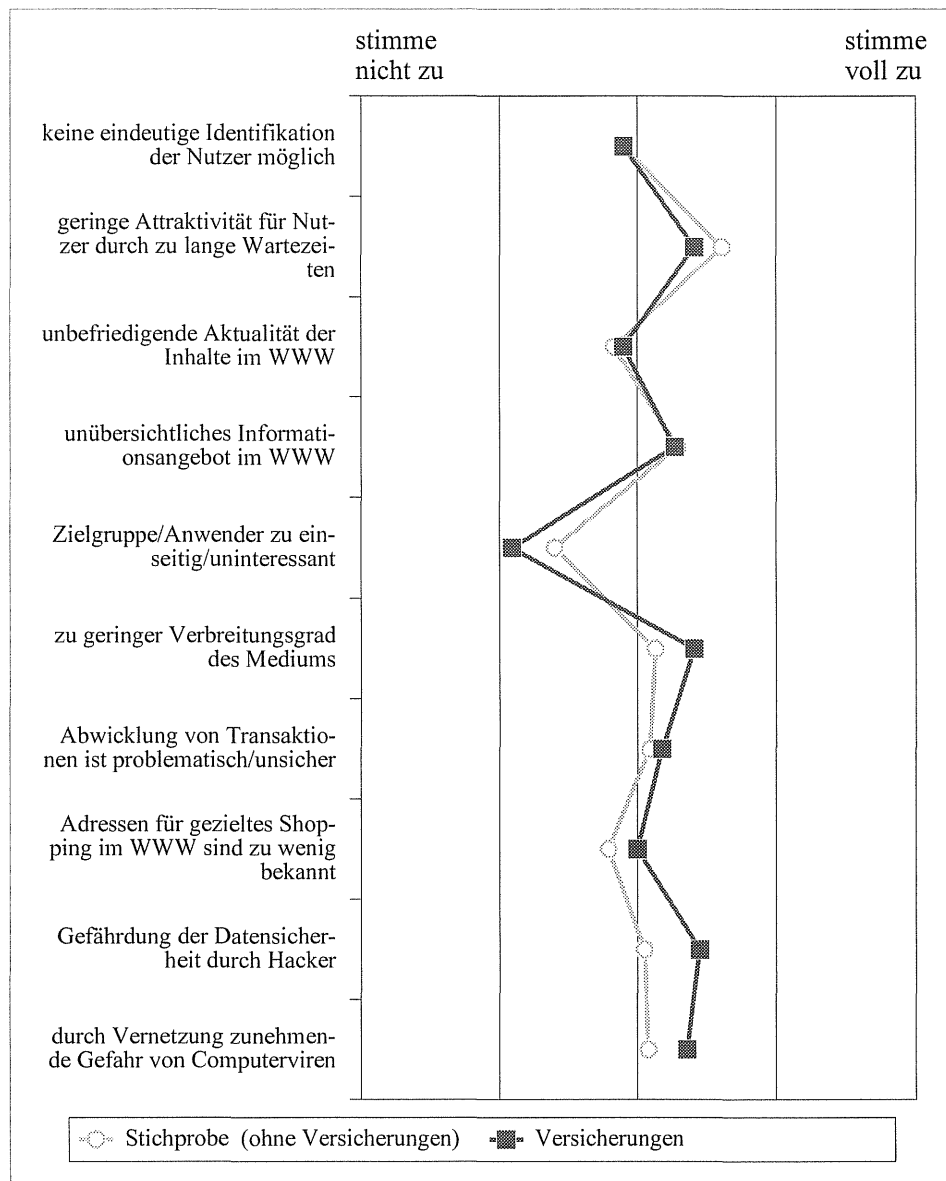 stimme
nicht zu
stimme
voll zu
keine eindeutige Identifikation
der Nutzer möglich
geringe Attraktivität für Nut-
zer durch zu lange Wartezei-
ten
unbefriedigende Aktualität der
Inhalte im WWW
unübersichtliches Informati-
onsangebot im WWW
Zielgruppe/Anwender zu ein-
seitig/uninteressant
zu geringer Verbreitungsgrad
des Mediums
Abwicklung von Transaktio-
nen ist problematisch/unsicher
Adressen für gezieltes Shop-
ping im WWW sind zu wenig
bekannt
Gefährdung der Datensicher-
heit durch Hacker
durch Vernetzung zunehmen-
de Gefahr von Computerviren
Stichprobe (ohne Versicherungen) Versicherungen